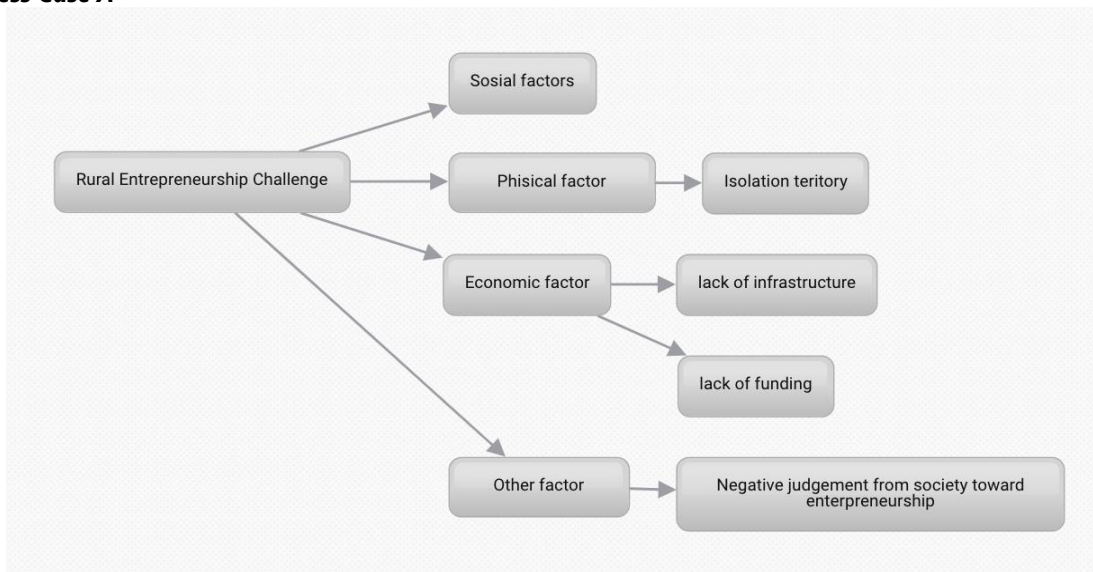 Sosial factors
Rural Entrepreneurship Challenge
Phisical factor
Isolation teritory
Economic factor
lack of infrastructure
lack of funding
Other factor
Negative judgement from society toward
enterpreneurship